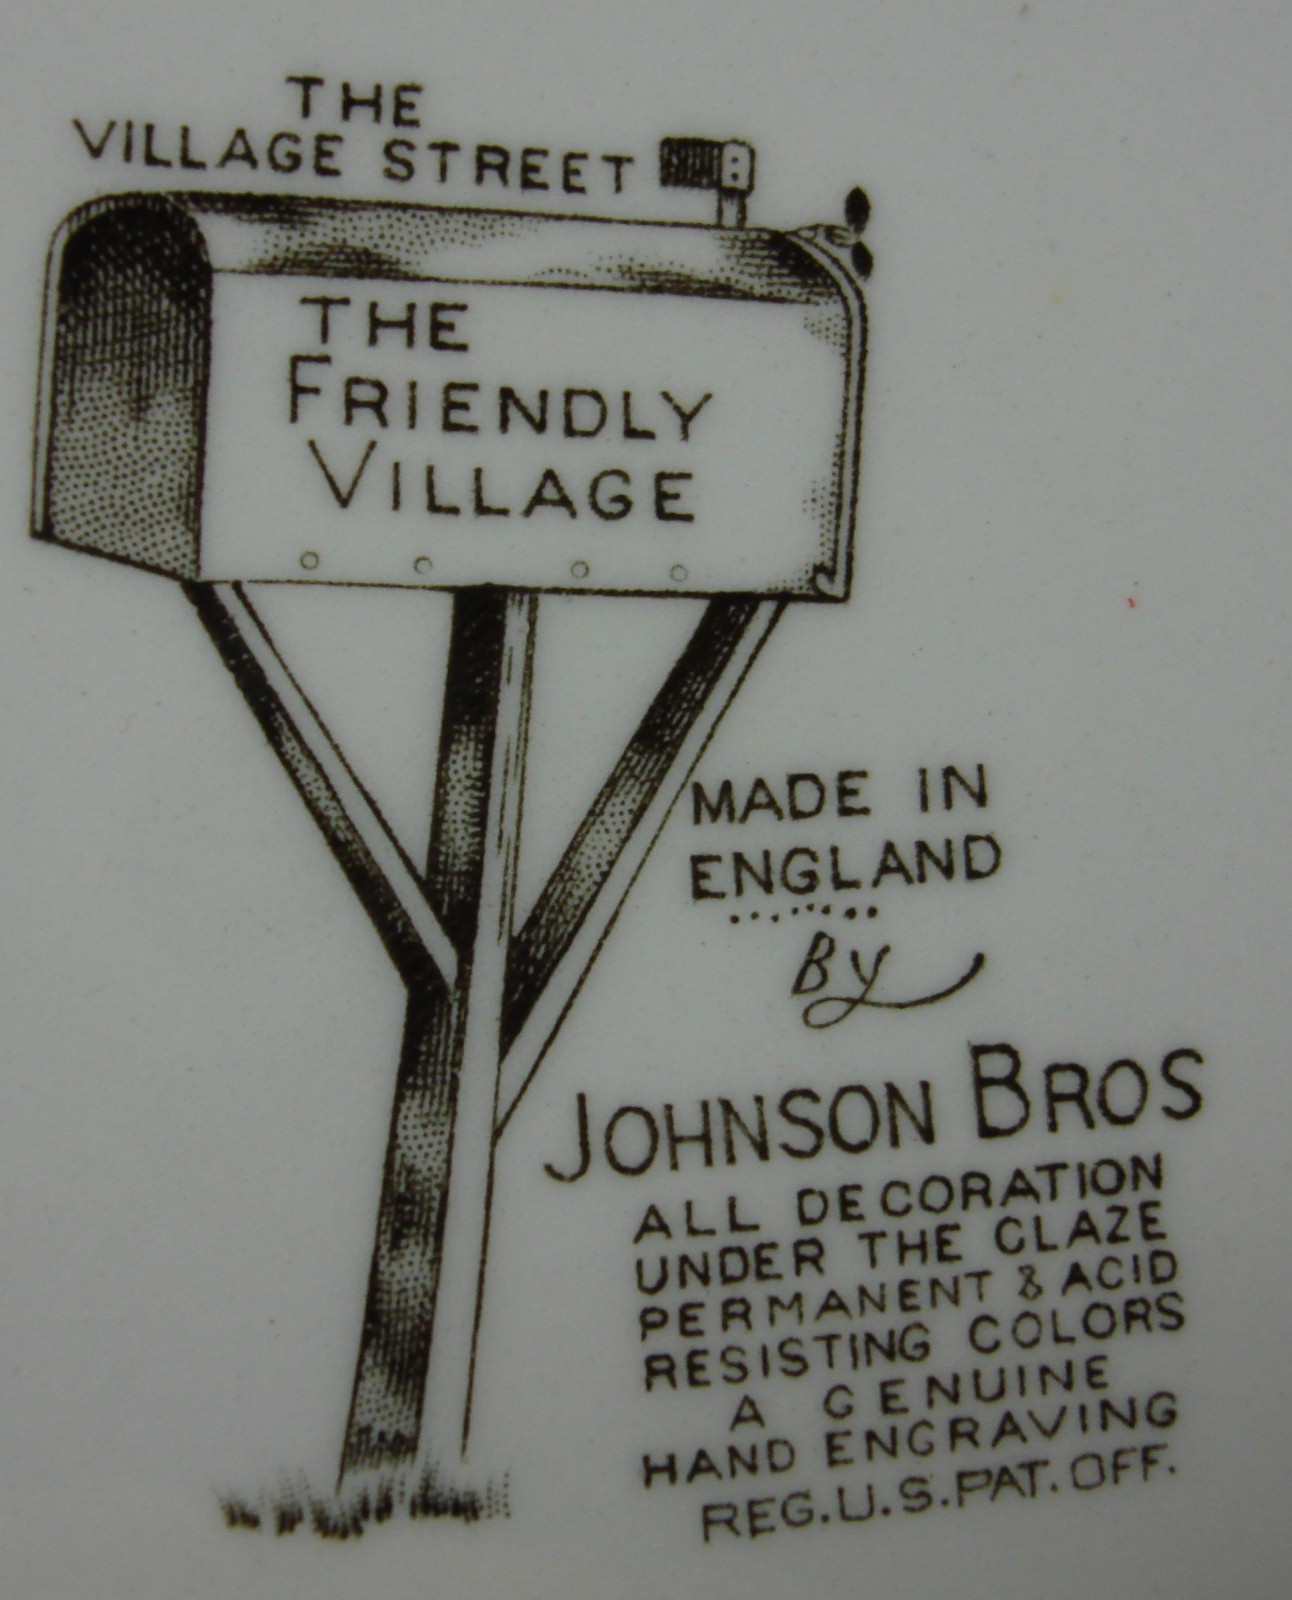 THE
VILLAGE STREET
THE
FRIENDLY
VILLAGE
MADE IN
ENGLAND
By
JOHNSON BROS
ALL DECORATION
UNDER THE GLAZE
PERMANENT & ACID
RESISTING COLORS
A GENUINE
HAND ENGRAVING
REG.U.S.PAT.OFF.